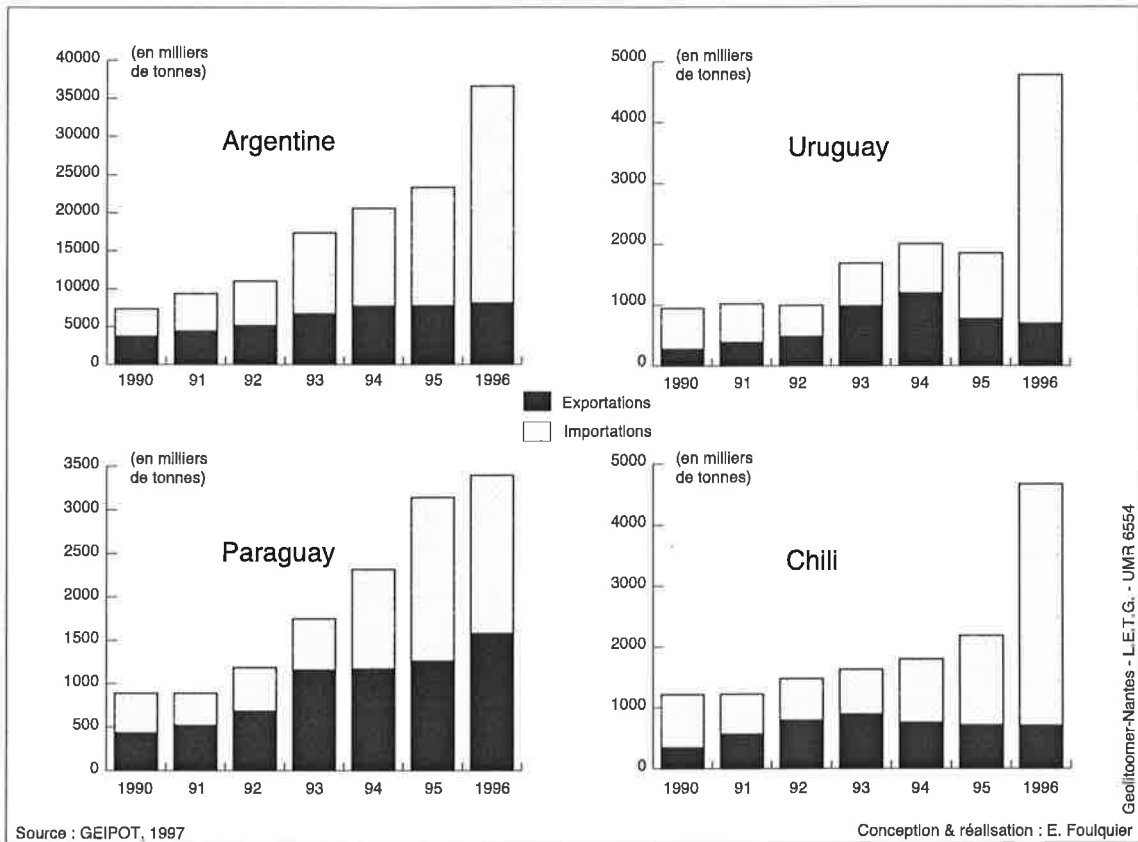 (en milliers
de tonnes)
40000
35000
30000
25000
20000
15000
10000
5000
0
Argentine
1990 91 92 93 94 95 1996
(en milliers
de tonnes)
5000
4000
3000
2000
1000
0
Uruguay
1990 91 92 93 94 95 1996
Exportations
Importations
(en milliers
de tonnes)
3500
3000
2500
2000
1500
1000
500
0
Paraguay
1990 91 92 93 94 95 1996
(en milliers
de tonnes)
5000
4000
3000
2000
1000
0
Chili
1990 91 92 93 94 95 1996
Geolitoomer-Nantes - L.E.T.G. - UMR 6554
Source : GEIPOT, 1997
Conception & réalisation : E. Foulquier